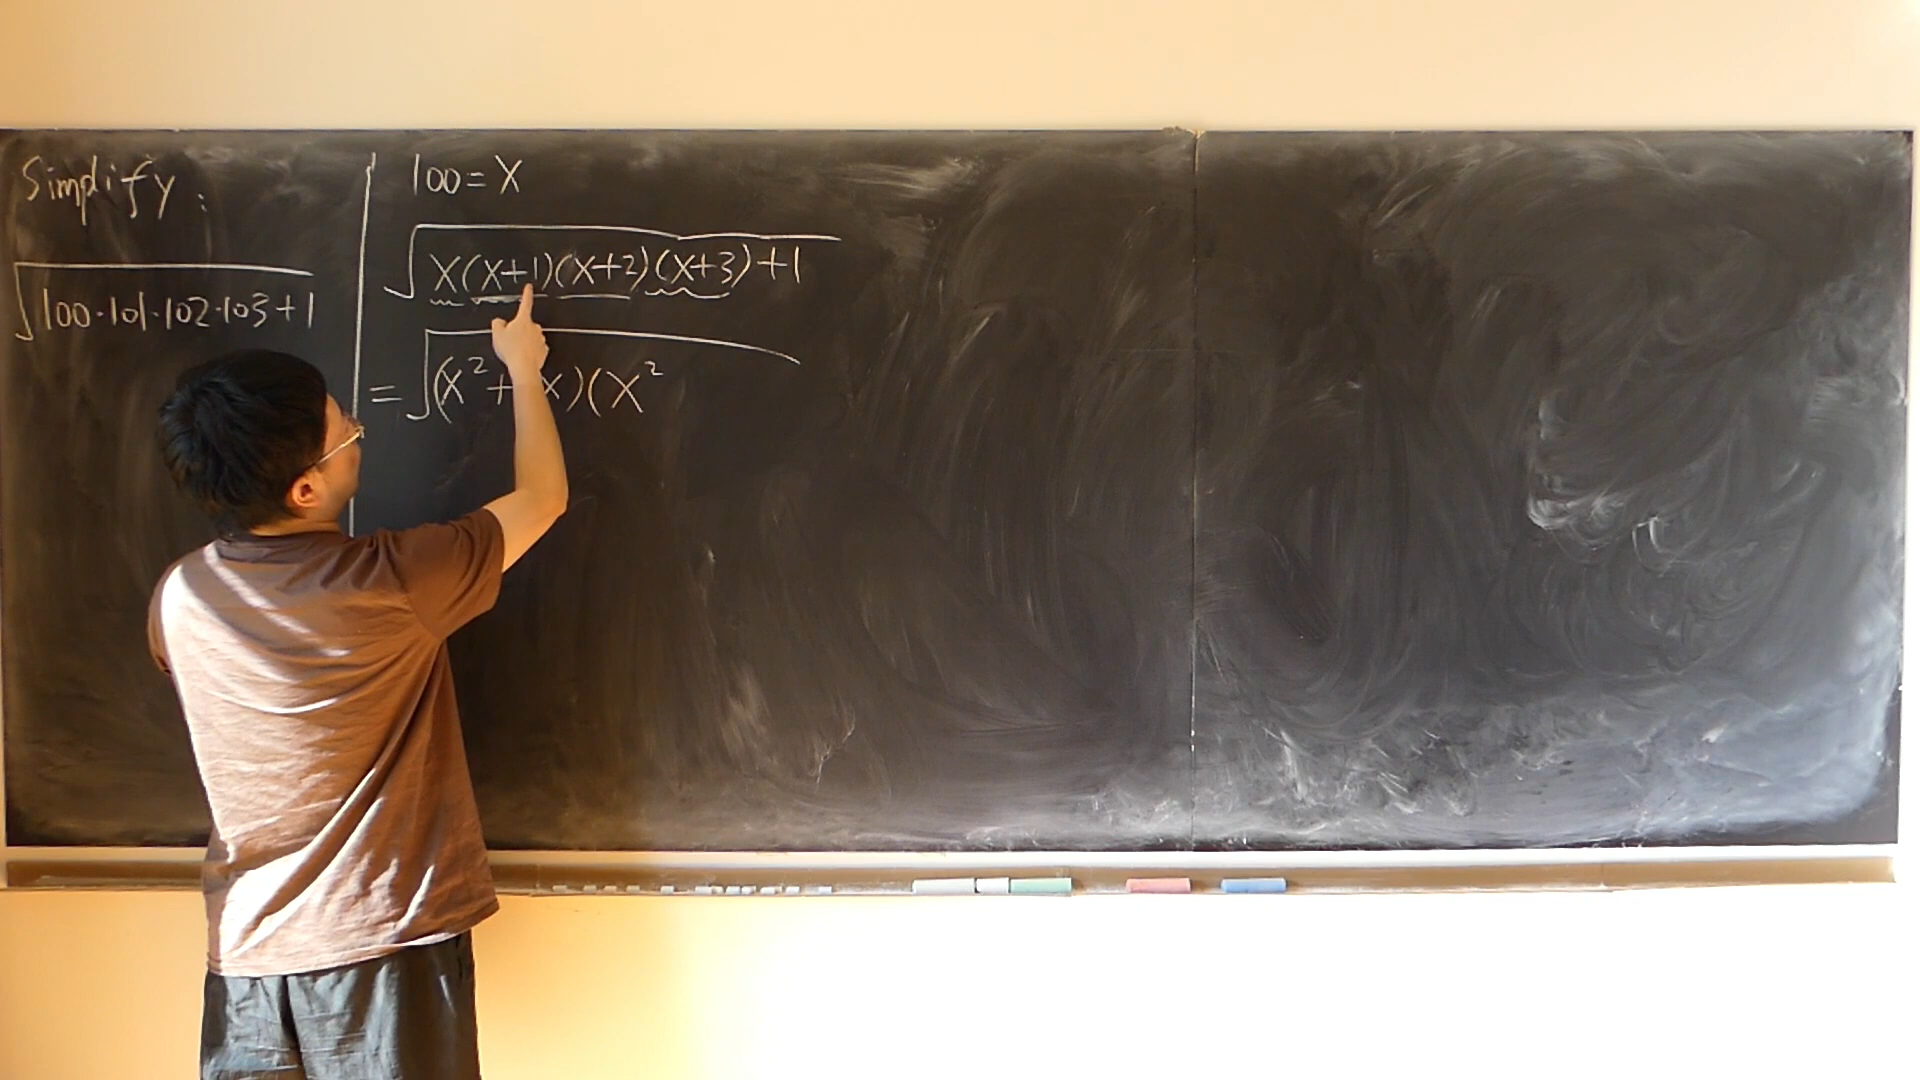 Simplify:
√100·101·102·103+1
100=X
√X(X+1)(X+2)(X+3)+1
=√(X²+ X)(X²